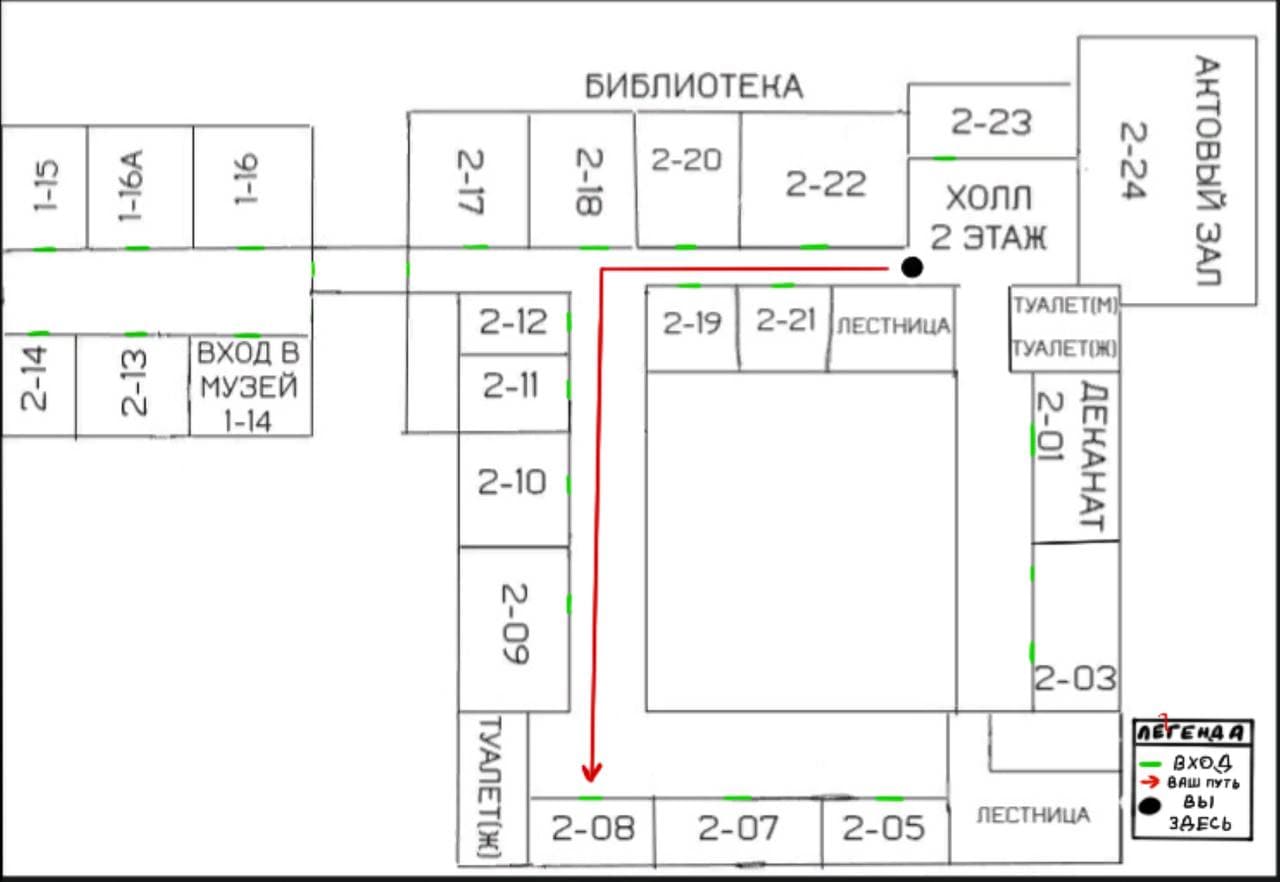 БИБЛИОТЕКА
1-15
1-16А
1-16
2-17
2-18
2-20
2-22
2-23
ХОЛЛ
2 ЭТАЖ
2-24
АКТОВЫЙ ЗАЛ
2-14
2-13
ВХОД В
МУЗЕЙ
1-14
2-12
2-11
2-10
2-09
ТУАЛЕТ(Ж)
2-19
2-21
ЛЕСТНИЦА
ТУАЛЕТ(М)
ТУАЛЕТ(Ж)
2-01
ДЕКАНАТ
2-03
2-08
2-07
2-05
ЛЕСТНИЦА
ЛЕГЕНДА
ВХОД
ВАШ ПУТЬ
ВЫ
ЗДЕСЬ